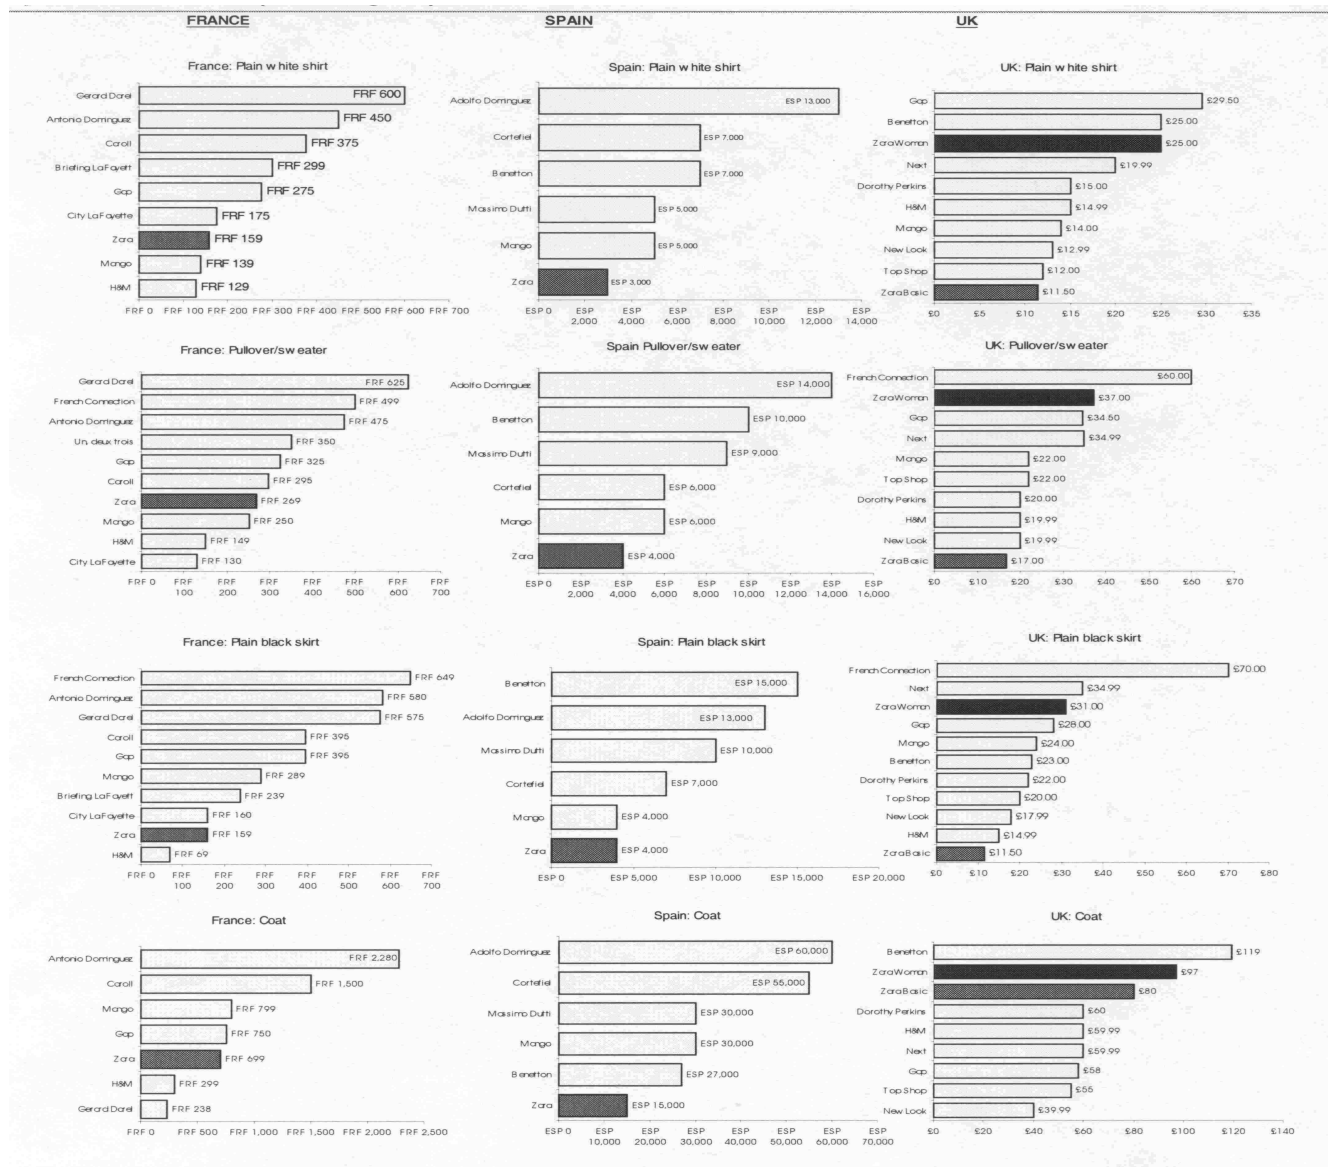 FRANCE
SPAIN
UK
France: Plain white shirt
Gerard Darel FRF 600
Antonio Dominguez FRF 450
Caroll FRF 375
Briefing LaFayett FRF 299
Gap FRF 275
City LaFayette FRF 175
Zara FRF 159
Mango FRF 139
H&M FRF 129
FRF 0 FRF 100 FRF 200 FRF 300 FRF 400 FRF 500 FRF 600 FRF 700
Spain: Plain white shirt
Adolfo Dominguez ESP 13,000
Cortefiel ESP 7,000
Benetton ESP 7,000
Massimo Dutti ESP 5,000
Mango ESP 5,000
Zara ESP 3,000
ESP 0 ESP ESP ESP ESP ESP ESP ESP
2,000 4,000 6,000 8,000 10,000 12,000 14,000
UK: Plain white shirt
Gap £29.50
Benetton £25.00
Zara Woman £25.00
Next £19.99
Dorothy Perkins £15.00
H&M £14.99
Mango £14.00
New Look £12.99
Top Shop £12.00
Zara Basic £11.50
£0 £5 £10 £15 £20 £25 £30 £35
France: Pullover/sweater
Gerard Darel FRF 625
French Connection FRF 499
Antonio Dominguez FRF 475
Un, deux trois FRF 350
Gap FRF 325
Caroll FRF 295
Zara FRF 269
Mango FRF 250
H&M FRF 149
City LaFayette FRF 130
FRF 0 FRF FRF FRF FRF FRF FRF FRF
100 200 300 400 500 600 700
Spain Pullover/sweater
Adolfo Dominguez ESP 14,000
Benetton ESP 10,000
Massimo Dutti ESP 9,000
Cortefiel ESP 6,000
Mango ESP 6,000
Zara ESP 4,000
ESP 0 ESP ESP ESP ESP ESP ESP ESP ESP
2,000 4,000 6,000 8,000 10,000 12,000 14,000 16,000
UK: Pullover/sweater
French Connection £60.00
Zara Woman £37.00
Gap £34.50
Next £34.99
Mango £22.00
Top Shop £22.00
Dorothy Perkins £20.00
H&M £19.99
New Look £19.99
Zara Basic £17.00
£0 £10 £20 £30 £40 £50 £60 £70
France: Plain black skirt
French Connection FRF 649
Antonio Dominguez FRF 580
Gerard Darel FRF 575
Caroll FRF 395
Gap FRF 395
Mango FRF 289
Briefing LaFayett FRF 239
City LaFayette FRF 160
Zara FRF 159
H&M FRF 69
FRF 0 FRF FRF FRF FRF FRF FRF FRF
100 200 300 400 500 600 700
Spain: Plain black skirt
Benetton ESP 15,000
Adolfo Dominguez ESP 13,000
Massimo Dutti ESP 10,000
Cortefiel ESP 7,000
Mango ESP 4,000
Zara ESP 4,000
ESP 0 ESP 5,000 ESP 10,000 ESP 15,000 ESP 20,000
UK: Plain black skirt
French Connection £70.00
Next £34.99
Zara Woman £31.00
Gap £28.00
Mango £24.00
Benetton £23.00
Dorothy Perkins £22.00
Top Shop £20.00
New Look £17.99
H&M £14.99
Zara Basic £11.50
£0 £10 £20 £30 £40 £50 £60 £70 £80
France: Coat
Antonio Dominguez FRF 2,280
Caroll FRF 1,500
Mango FRF 799
Gap FRF 750
Zara FRF 699
H&M FRF 299
Gerard Darel FRF 238
FRF 0 FRF 500 FRF 1,000 FRF 1,500 FRF 2,000 FRF 2,500
Spain: Coat
Adolfo Dominguez ESP 60,000
Cortefiel ESP 55,000
Massimo Dutti ESP 30,000
Mango ESP 30,000
Benetton ESP 27,000
Zara ESP 15,000
ESP 0 ESP ESP ESP ESP ESP ESP ESP
10,000 20,000 30,000 40,000 50,000 60,000 70,000
UK: Coat
Benetton £119
Zara Woman £97
Zara Basic £80
Dorothy Perkins £60
H&M £59.99
Next £59.99
Gap £58
Top Shop £55
New Look £39.99
£0 £20 £40 £60 £80 £100 £120 £140